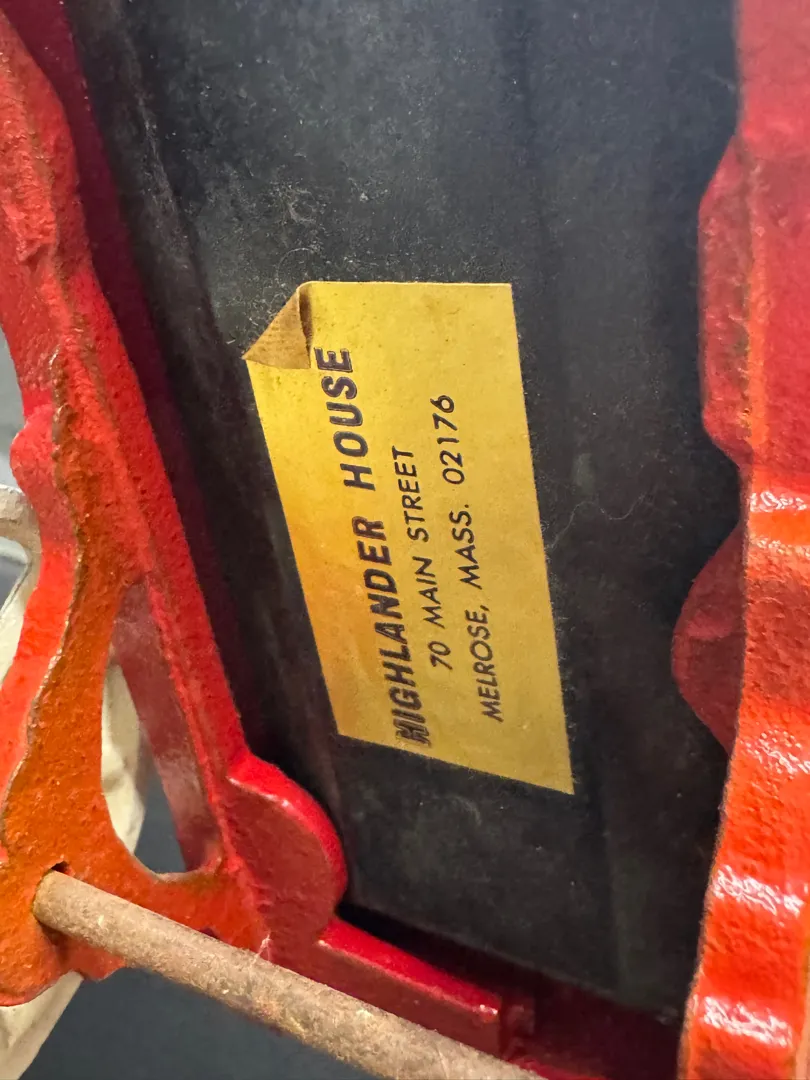 HIGHLANDER HOUSE
70 MAIN STREET
MELROSE, MASS. 02176